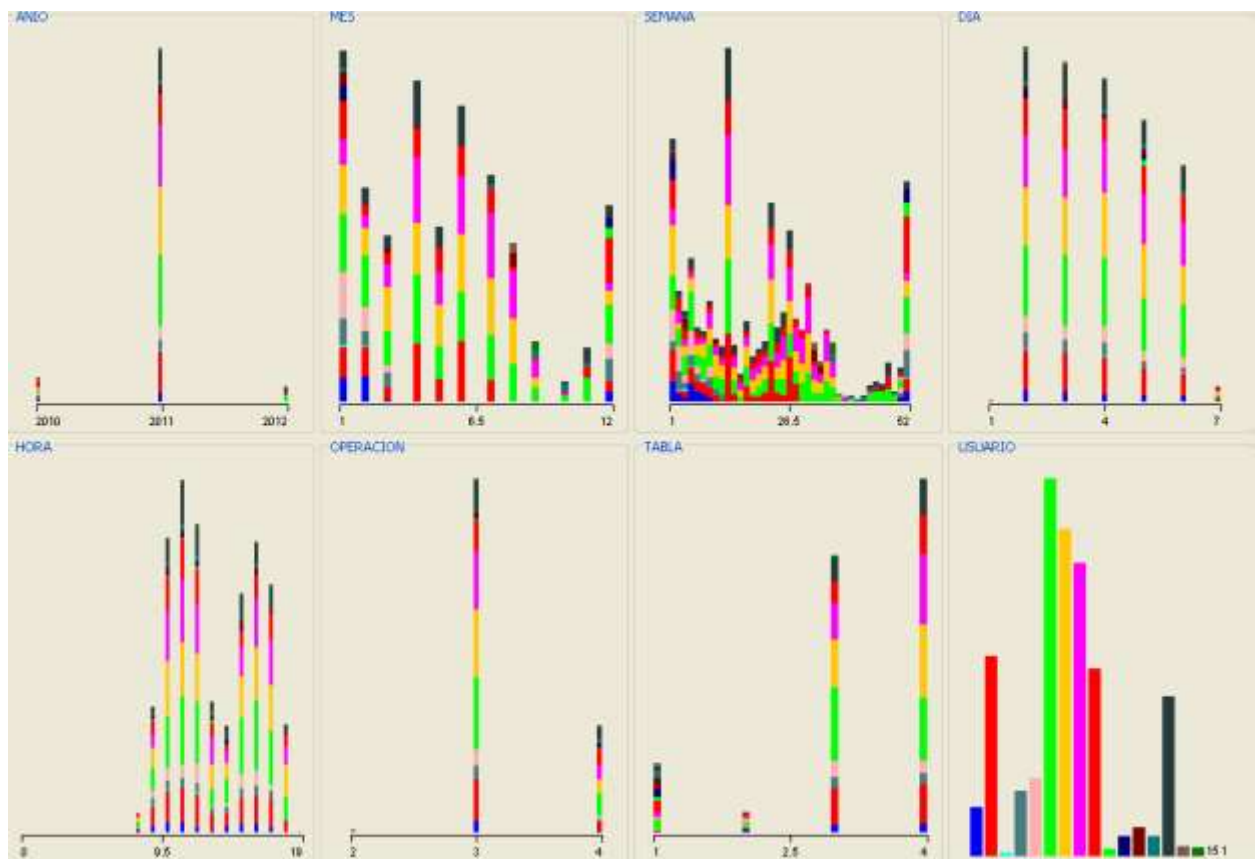 ANIO MES SEMANA DIA
2010 2011 2012 1 6.5 12 1 26.5 52 1 4 7
HORA OPERACION TABLA USUARIO
0 9.5 19 2 3 4 1 2.5 4 15 1